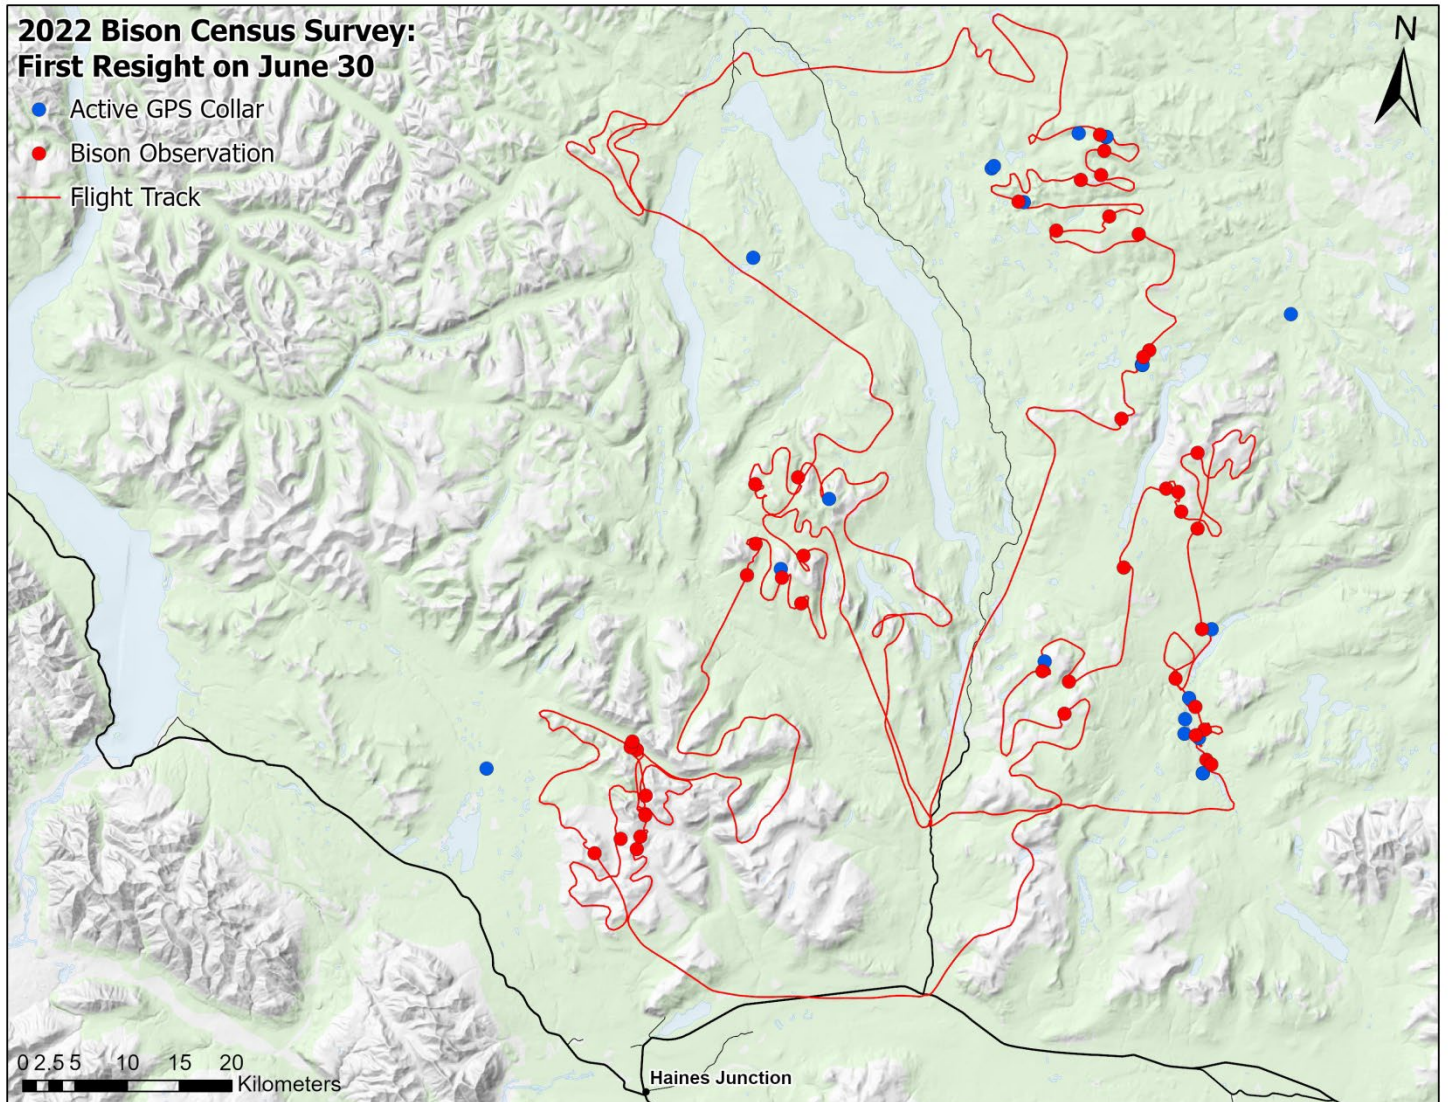 2022 Bison Census Survey:
First Resight on June 30
Active GPS Collar
Bison Observation
Flight Track
N
0 2.5 5 10 15 20
Kilometers
Haines Junction